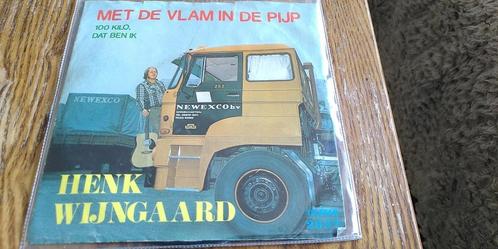 MET DE VLAM IN DE PIJP
100 KILO,
DAT BEN IK
NEWEXCO
NEWEXCO bv
HENK
WIJNGAARD